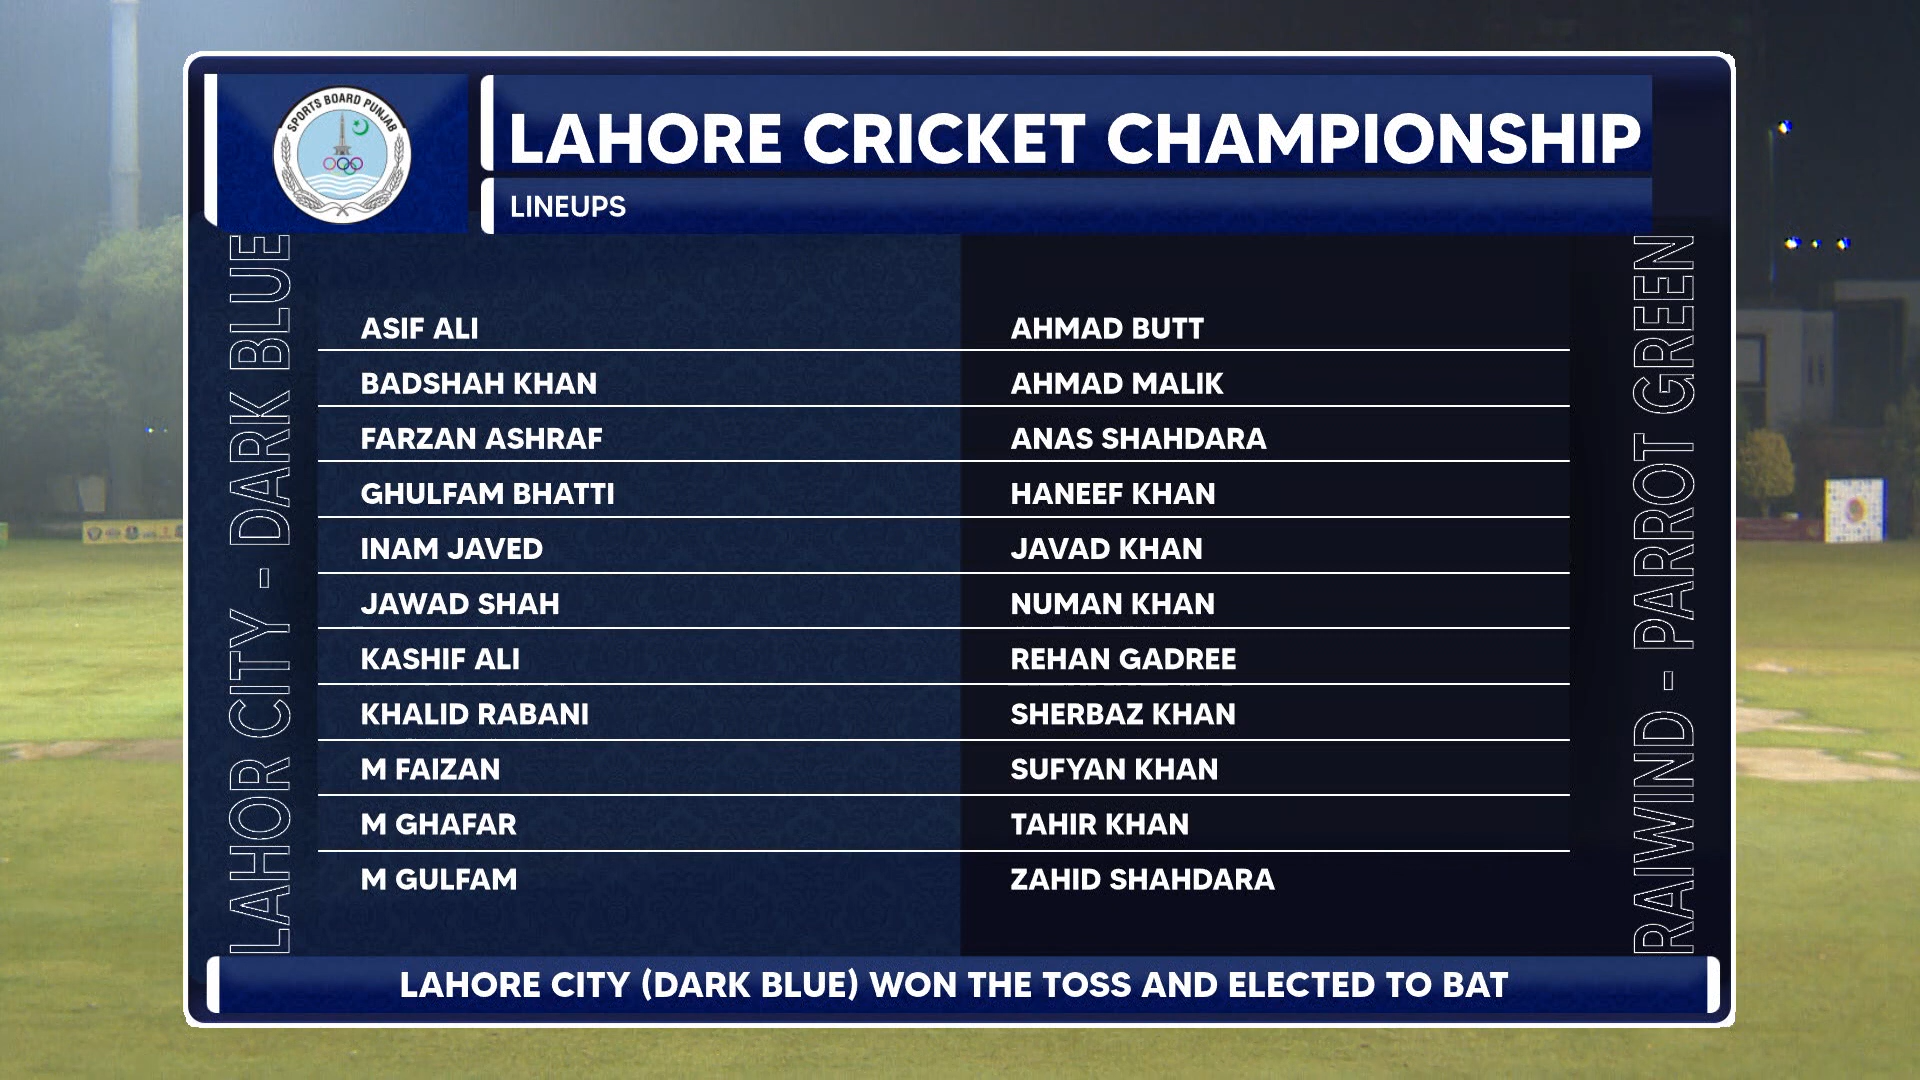 SPORTS BOARD PUNJAB
LAHORE CRICKET CHAMPIONSHIP
LINEUPS
LAHOR CITY - DARK BLUE
ASIF ALI
BADSHAH KHAN
FARZAN ASHRAF
GHULFAM BHATTI
INAM JAVED
JAWAD SHAH
KASHIF ALI
KHALID RABANI
M FAIZAN
M GHAFAR
M GULFAM
AHMAD BUTT
AHMAD MALIK
ANAS SHAHDARA
HANEEF KHAN
JAVAD KHAN
NUMAN KHAN
REHAN GADREE
SHERBAZ KHAN
SUFYAN KHAN
TAHIR KHAN
ZAHID SHAHDARA
RAIWIND - PARROT GREEN
LAHORE CITY (DARK BLUE) WON THE TOSS AND ELECTED TO BAT